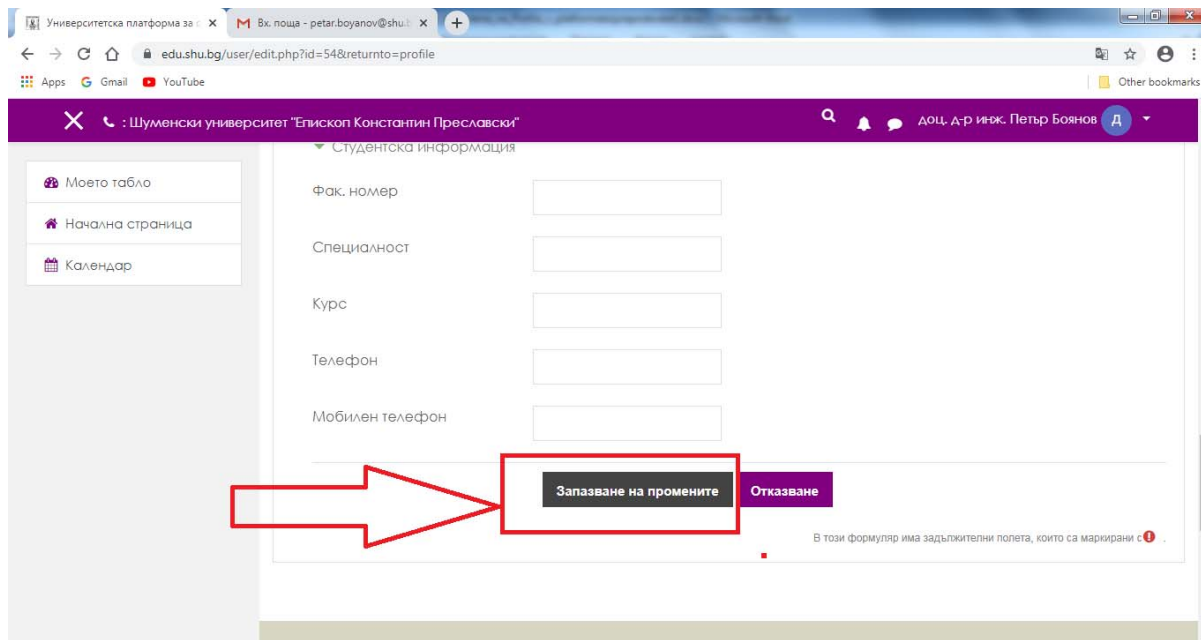 Университетска платформа за
Вх. поща - petar.boyanov@shu.b
edu.shu.bg/user/edit.php?id=54&returnto=profile
Apps Gmail YouTube Other bookmarks
: Шуменски университет "Епископ Константин Преславски" доц. д-р инж. Петър Боянов Д
Студентска информация
Моето табло
Начална страница
Календар
Фак. номер
Специалност
Курс
Телефон
Мобилен телефон
Запазване на промените Отказване
В този формуляр има задължителни полета, които са маркирани с .